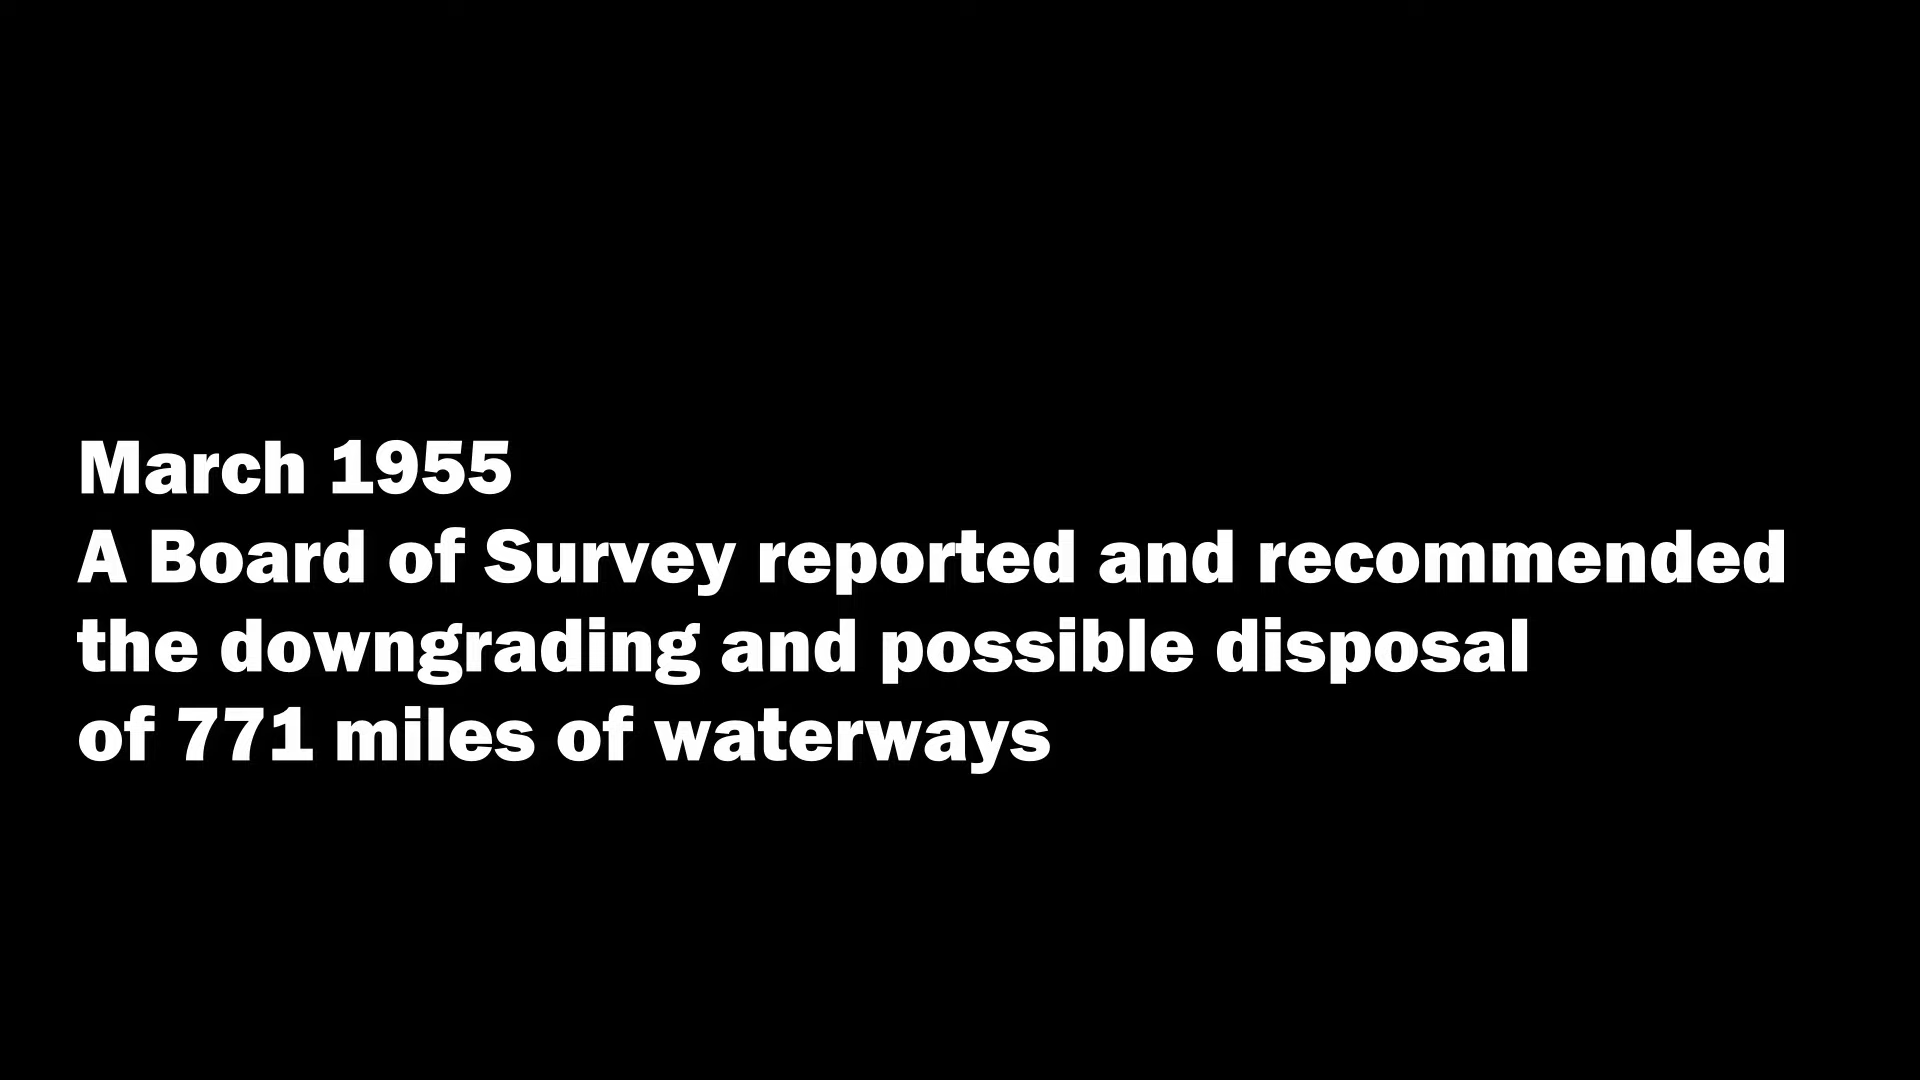 March 1955
A Board of Survey reported and recommended
the downgrading and possible disposal
of 771 miles of waterways